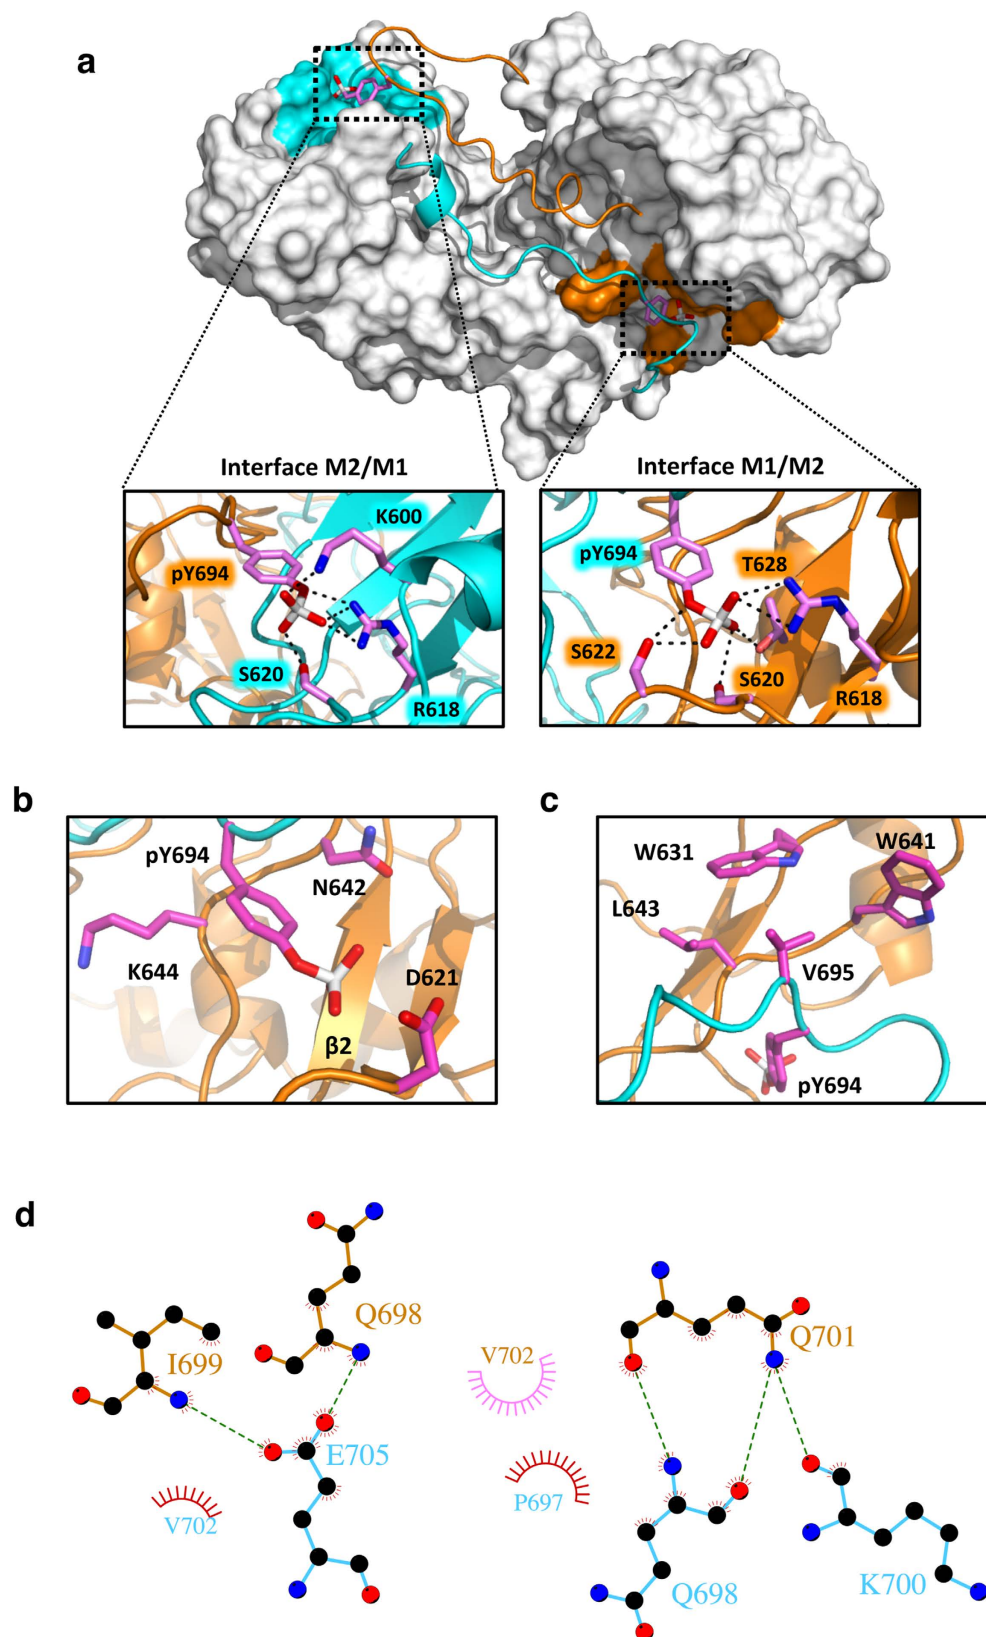 a
Interface M2/M1
Interface M1/M2
K600
pY694
S620
R618
pY694
T628
S622
S620
R618
b
pY694
N642
K644
D621
β2
c
W631
W641
L643
V695
pY694
d
Q698
I699
E705
V702
V702
P697
Q701
Q698
K700